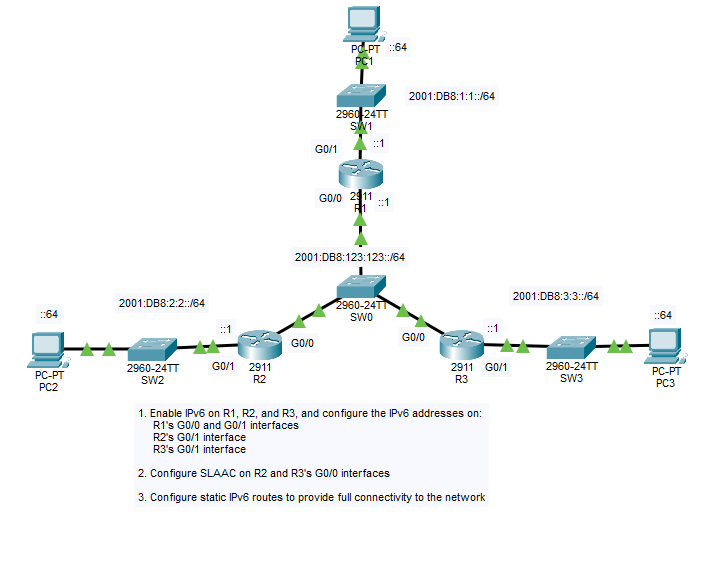 PC-PT
PC1
::64
2001:DB8:1:1::/64
2960-24TT
SW1
G0/1
::1
G0/0
2911
R1
::1
2001:DB8:123:123::/64
2960-24TT
SW0
2001:DB8:2:2::/64
2001:DB8:3:3::/64
::64
::64
::1
G0/0
G0/0
::1
PC-PT
PC2
2960-24TT
SW2
G0/1
2911
R2
2911
R3
G0/1
2960-24TT
SW3
PC-PT
PC3
1. Enable IPv6 on R1, R2, and R3, and configure the IPv6 addresses on:
R1's G0/0 and G0/1 interfaces
R2's G0/1 interface
R3's G0/1 interface
2. Configure SLAAC on R2 and R3's G0/0 interfaces
3. Configure static IPv6 routes to provide full connectivity to the network